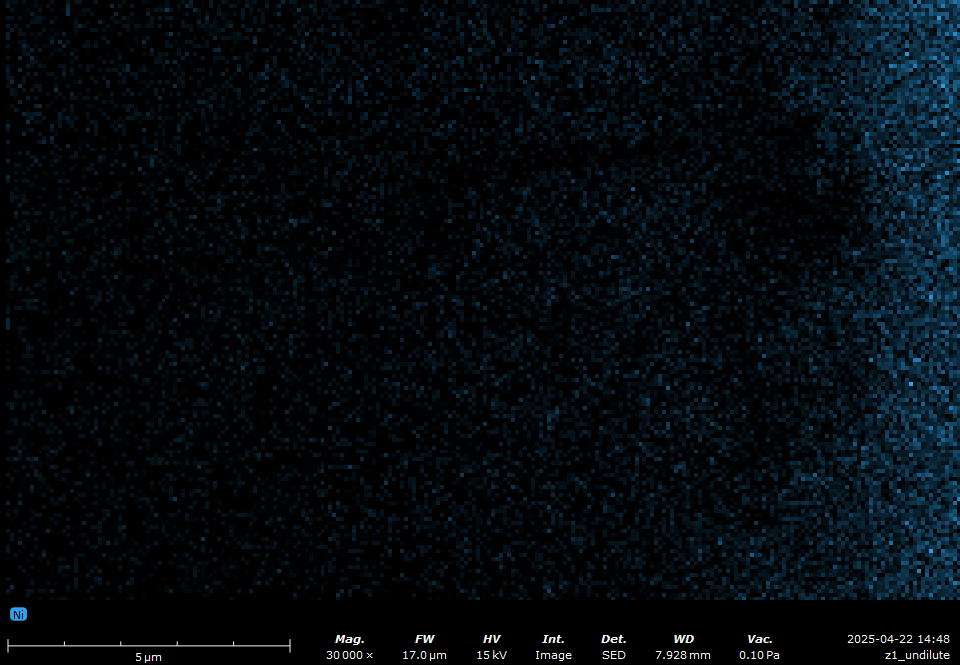 Ni
Mag. FW HV Int. Det. WD Vac. 2025-04-22 14:48
5 µm 30 000 × 17.0 µm 15 kV Image SED 7.928 mm 0.10 Pa z1_undilute